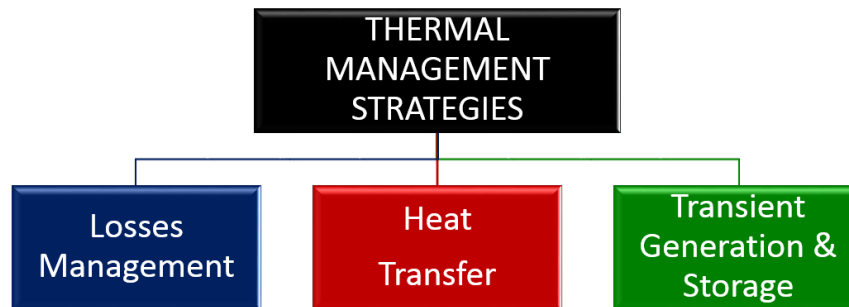 THERMAL
MANAGEMENT
STRATEGIES
Losses
Management
Heat
Transfer
Transient
Generation &
Storage